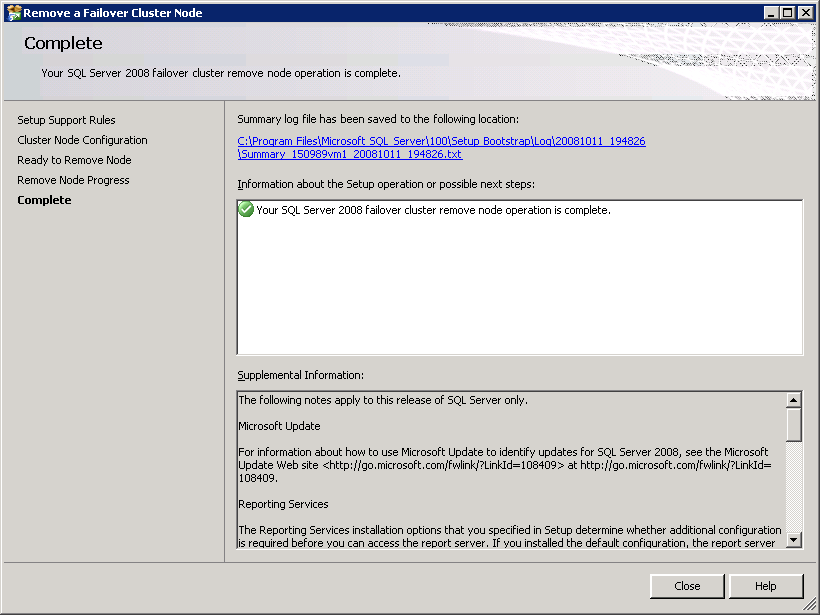 Remove a Failover Cluster Node
Complete
Your SQL Server 2008 failover cluster remove node operation is complete.
Setup Support Rules
Cluster Node Configuration
Ready to Remove Node
Remove Node Progress
Complete
Summary log file has been saved to the following location:
C:\Program Files\Microsoft SQL Server\100\Setup Bootstrap\Log\20081011_194826
\Summary_150989vm1_20081011_194826.txt
Information about the Setup operation or possible next steps:
Your SQL Server 2008 failover cluster remove node operation is complete.
Supplemental Information:
The following notes apply to this release of SQL Server only.
Microsoft Update
For information about how to use Microsoft Update to identify updates for SQL Server 2008, see the Microsoft
Update Web site <http://go.microsoft.com/fwlink/?LinkId=108409> at http://go.microsoft.com/fwlink/?LinkId=
108409.
Reporting Services
The Reporting Services installation options that you specified in Setup determine whether additional configuration
is required before you can access the report server. If you installed the default configuration, the report server
Close
Help